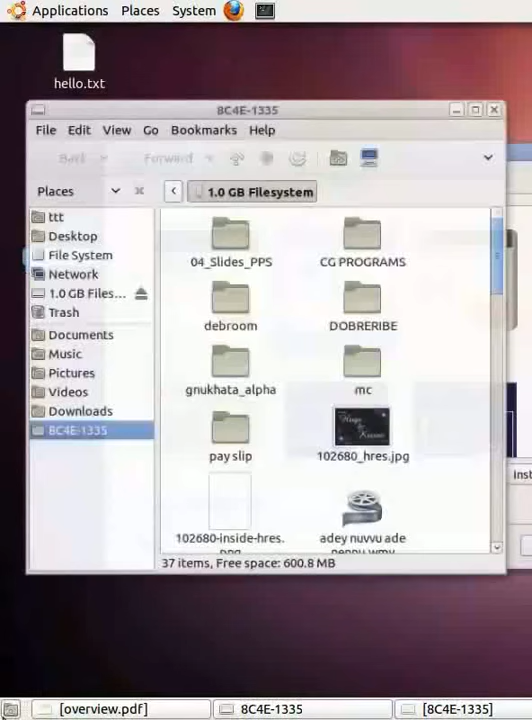 Applications Places System
hello.txt
8C4E-1335
File Edit View Go Bookmarks Help
Back Forward
Places
1.0 GB Filesystem
ttt
Desktop
File System
Network
1.0 GB Files...
Trash
Documents
Music
Pictures
Videos
Downloads
8C4E-1335
04_Slides_PPS CG PROGRAMS
debroom DOBRERIBE
gnukhata_alpha mc
pay slip 102680_hres.jpg
102680-inside-hres. adey nuvvu ade
37 items, Free space: 600.8 MB
Inst
[overview.pdf] 8C4E-1335 [8C4E-1335]